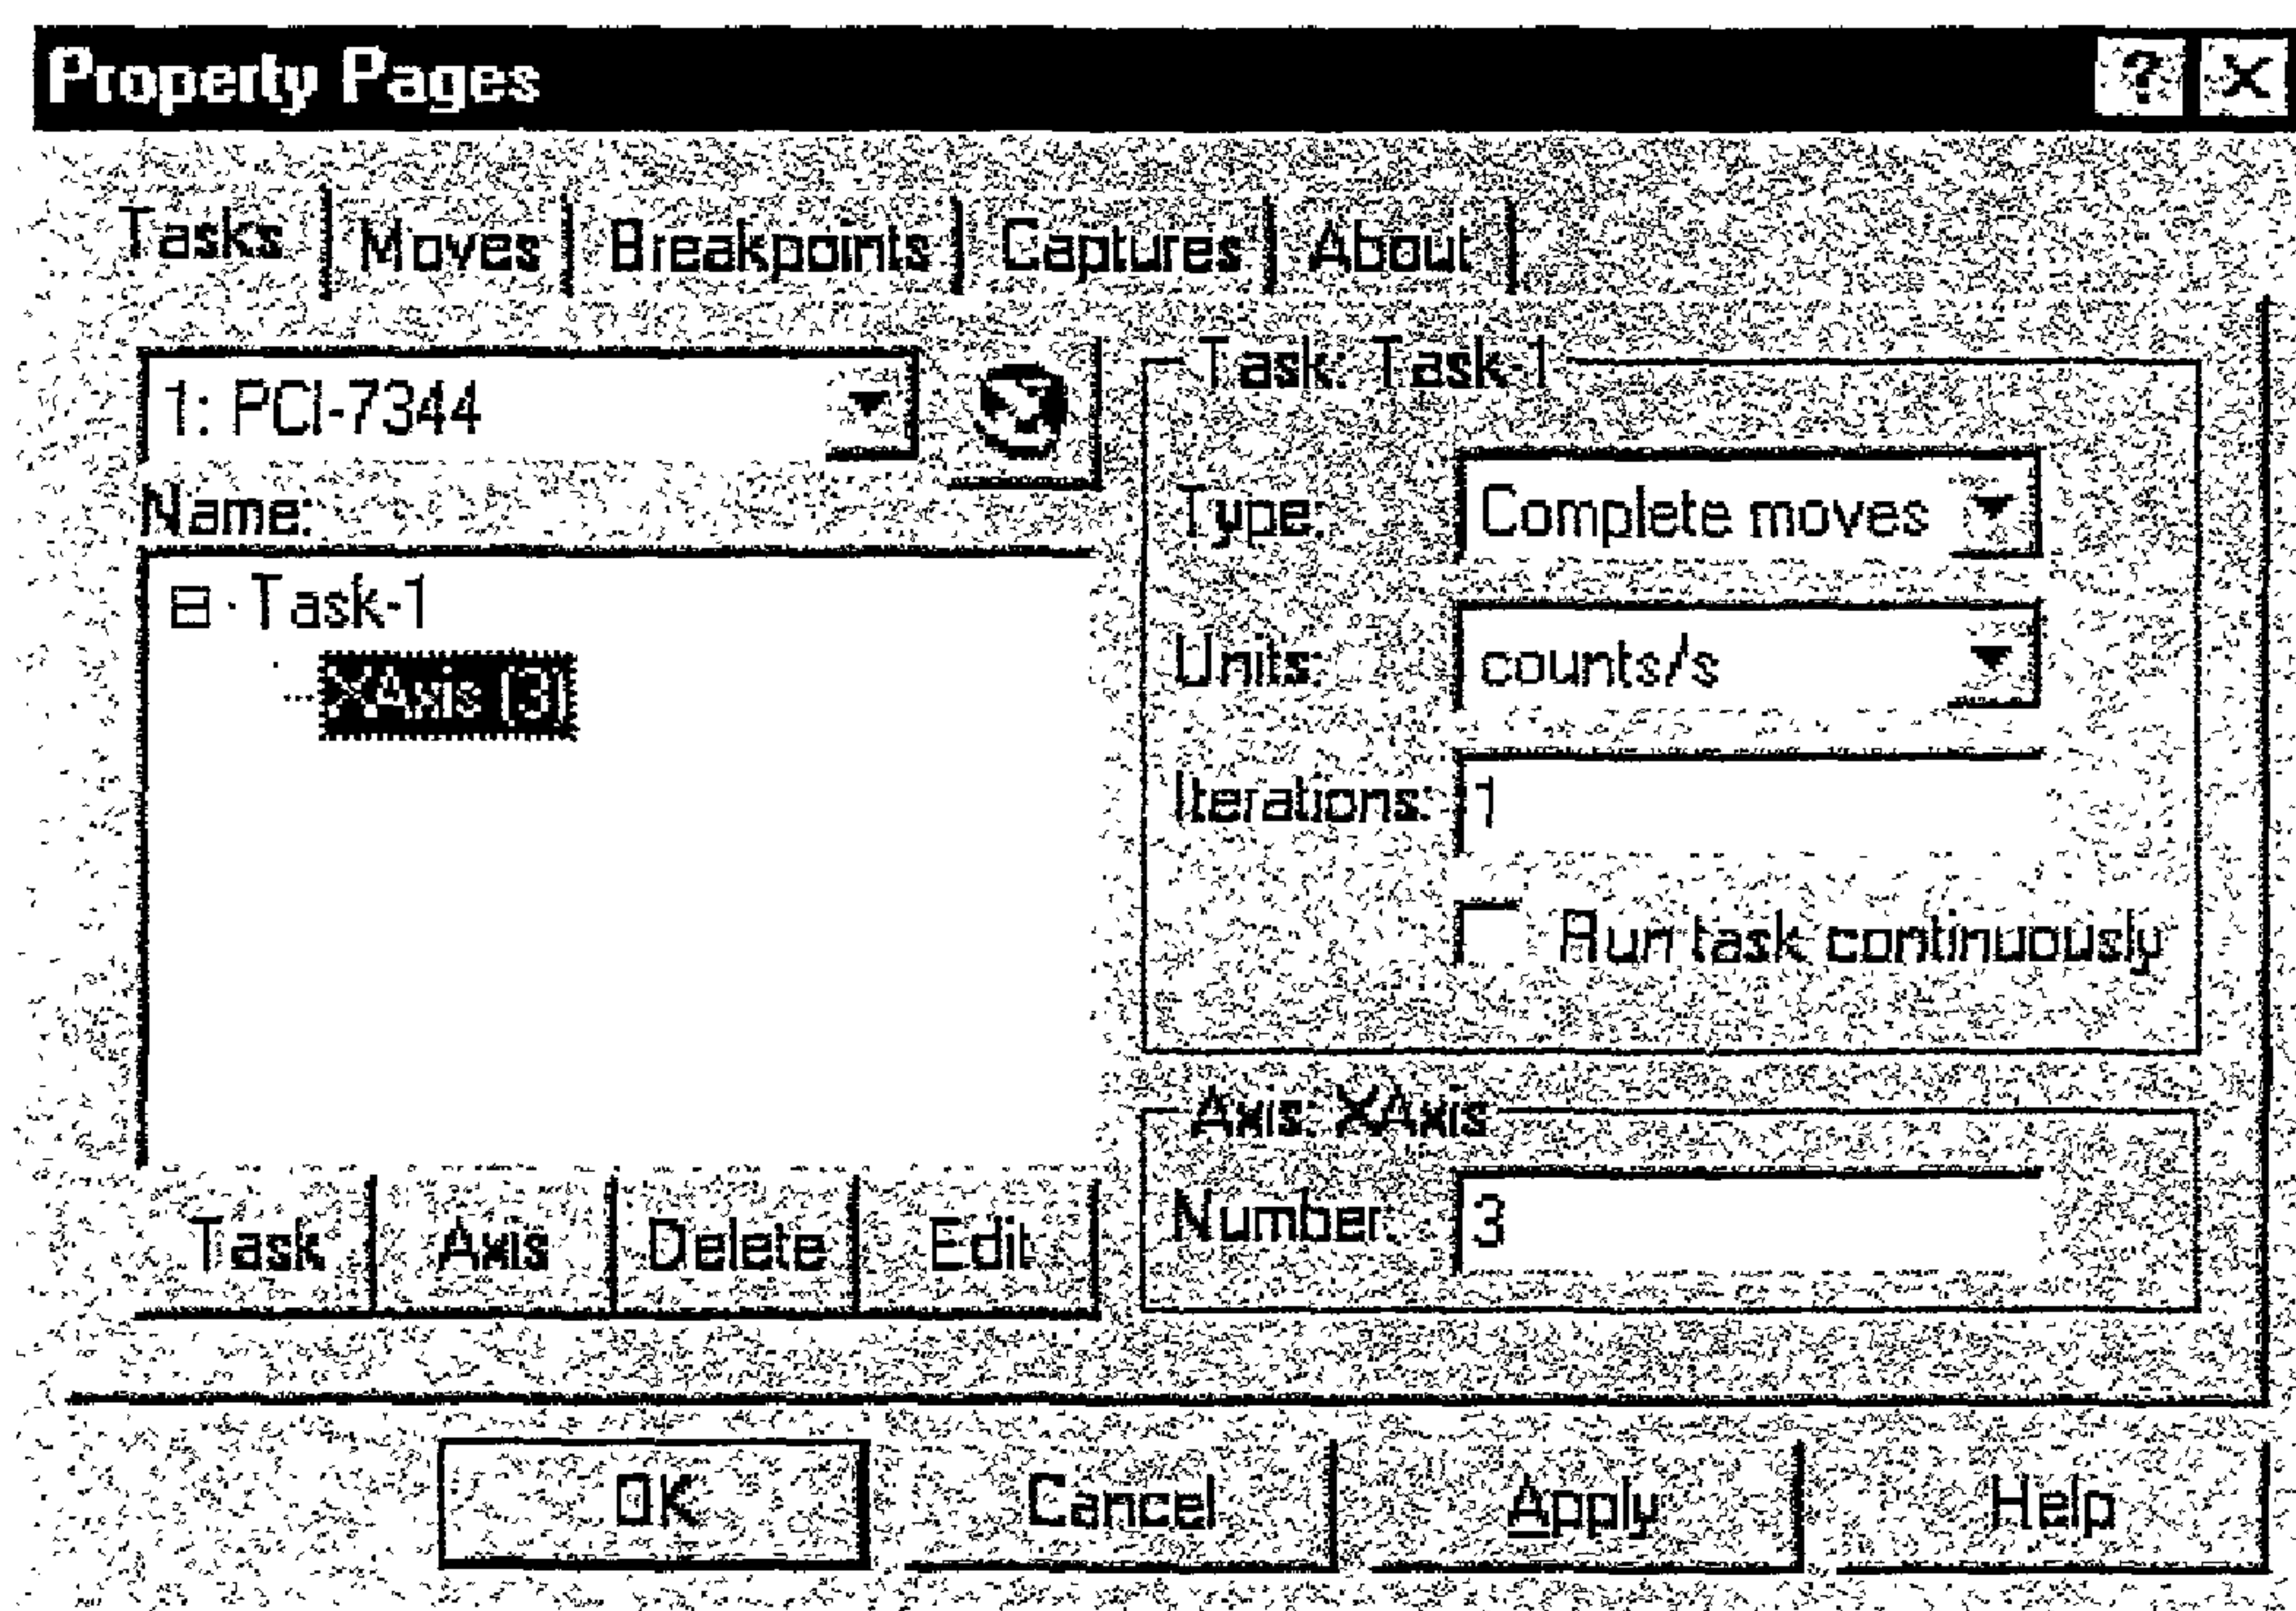 Property Pages
Tasks Moves Breakpoints Captures About
1: PCI-7344
Name:
Task-1
XAxis (3)
Task Axis Delete Edit
Task: Task-1
Type: Complete moves
Units: counts/s
Iterations: 1
Run task continuously
Axis: XAxis
Number: 3
OK Cancel Apply Help